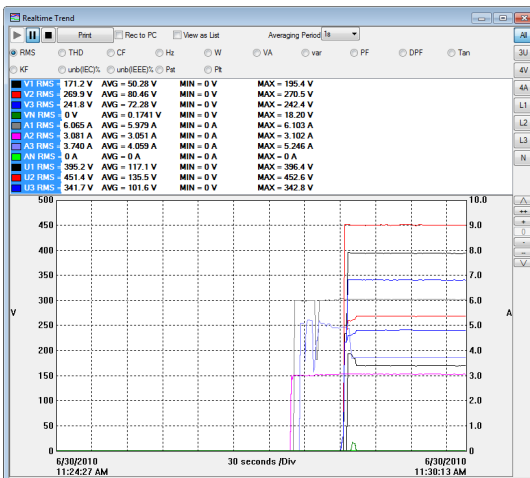 Realtime Trend
Print Rec to PC View as List Averaging Period 1s All
RMS THD CF Hz W VA var PF DPF Tan 3U
KF unb(IEC)% unb(IEEE)% Pst Plt 4V
V1 RMS = 171.2 V AVG = 50.28 V MIN = 0 V MAX = 195.4 V
V2 RMS = 269.9 V AVG = 80.46 V MIN = 0 V MAX = 270.5 V 4A
V3 RMS = 241.8 V AVG = 72.28 V MIN = 0 V MAX = 242.4 V
VN RMS = 0 V AVG = 0.1741 V MIN = 0 V MAX = 18.20 V L1
A1 RMS = 6.065 A AVG = 5.979 A MIN = 0 A MAX = 6.103 A
A2 RMS = 3.081 A AVG = 3.051 A MIN = 0 A MAX = 3.102 A L2
A3 RMS = 3.740 A AVG = 4.059 A MIN = 0 A MAX = 5.246 A L3
AN RMS = 0 A AVG = 0 A MIN = 0 A MAX = 0 A
U1 RMS = 395.2 V AVG = 117.1 V MIN = 0 V MAX = 396.4 V N
U2 RMS = 451.4 V AVG = 135.5 V MIN = 0 V MAX = 452.6 V
U3 RMS = 341.7 V AVG = 101.6 V MIN = 0 V MAX = 342.8 V
500 10.0
++
450 9.0 +
0
400 8.0 -
--
350 7.0
300 6.0
V 250 5.0 A
200 4.0
150 3.0
100 2.0
50 1.0
0 0
6/30/2010 30 seconds /Div 6/30/2010
11:24:27 AM 11:30:13 AM